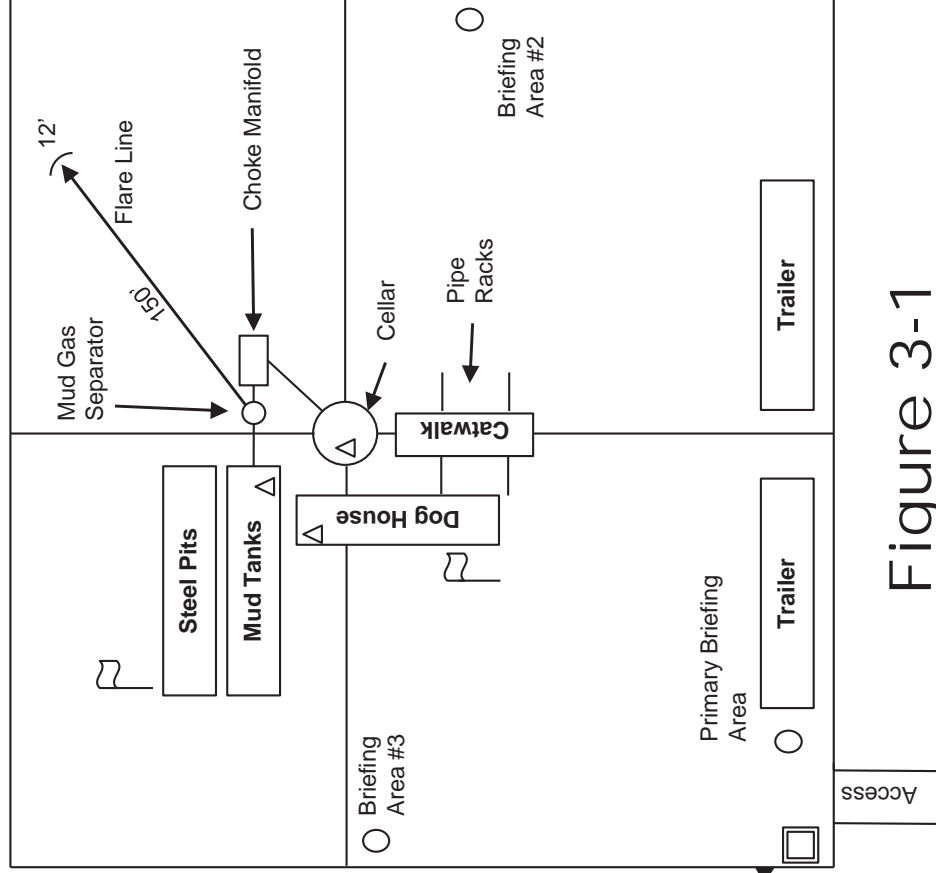 12'
Flare Line
150'
Choke Manifold
Mud Gas
Separator
Steel Pits
Mud Tanks
Cellar
Pipe
Racks
Catwalk
Dog House
Briefing
Area #2
Briefing
Area #3
Primary Briefing
Area
Trailer
Trailer
Access
Figure 3-1